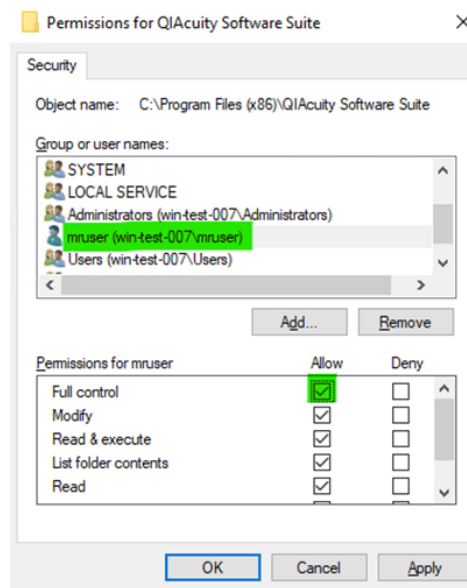 Permissions for QIAcuity Software Suite
Security
Object name: C:\Program Files (x86)\QIAcuity Software Suite
Group or user names:
SYSTEM
LOCAL SERVICE
Administrators (win-test-007\Administrators)
mruser (win-test-007\mruser)
Users (win-test-007\Users)
Add... Remove
Permissions for mruser Allow Deny
Full control
Modify
Read & execute
List folder contents
Read
OK Cancel Apply